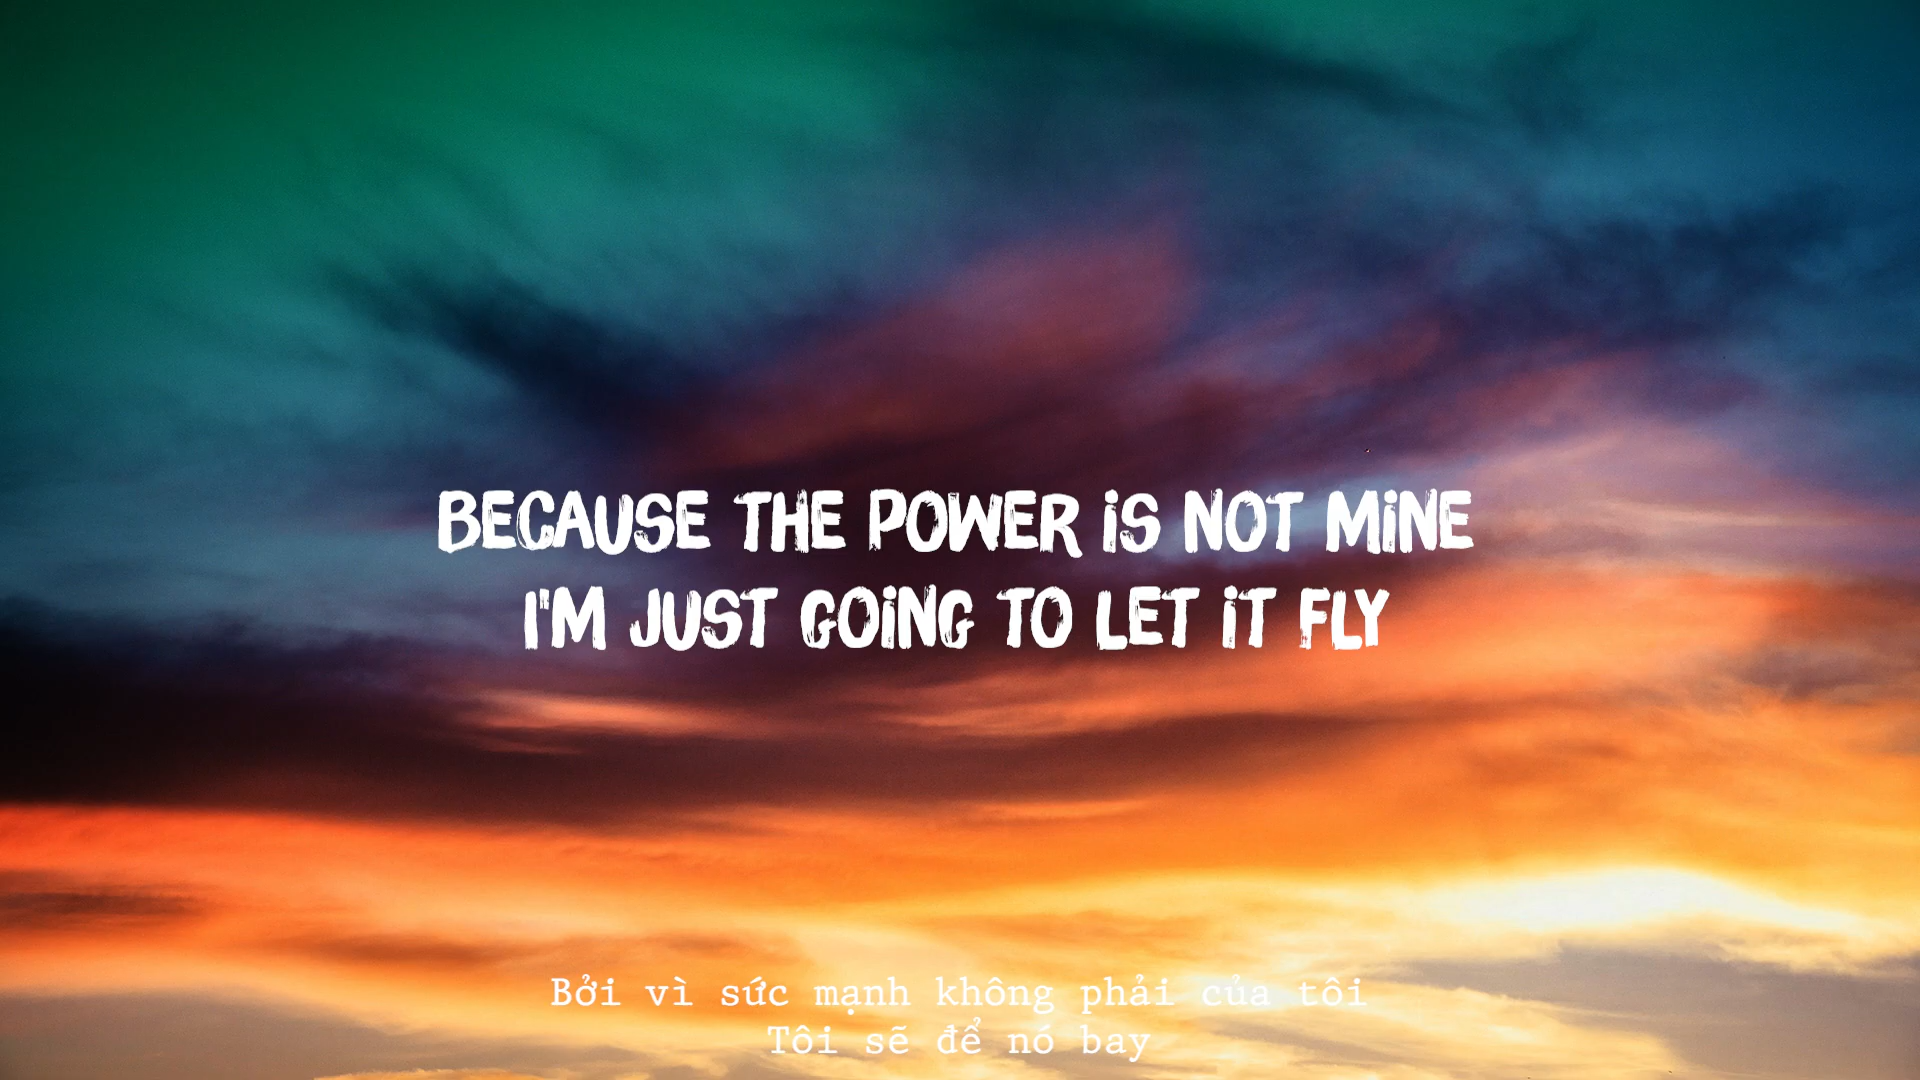 BECAUSE THE POWER iS NOT MiNE
I'M JUST GOiNG TO LET iT FLY
Bởi vì sức mạnh không phải của tôi
Tôi sẽ để nó bay